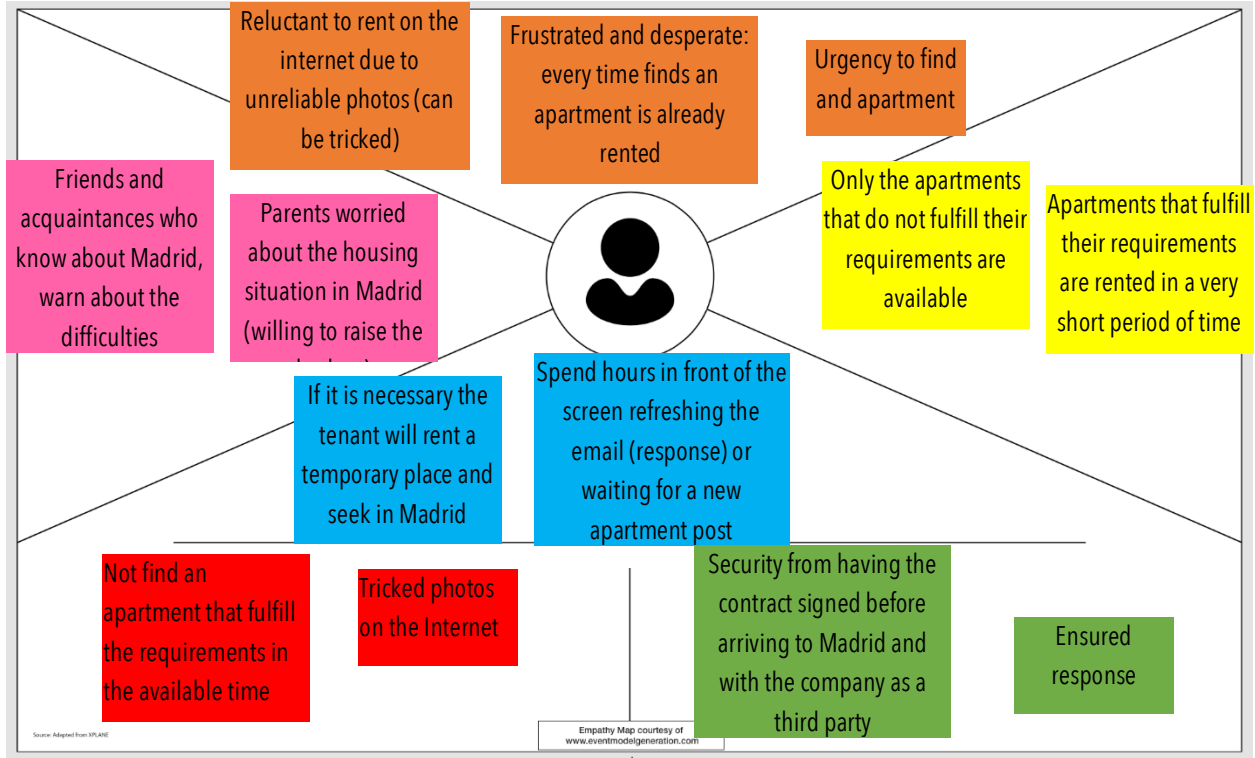 Reluctant to rent on the
internet due to
unreliable photos (can
be tricked)
Frustrated and desperate:
every time finds an
apartment is already
rented
Urgency to find
and apartment
Friends and
acquaintances who
know about Madrid,
warn about the
difficulties
Parents worried
about the housing
situation in Madrid
(willing to raise the
Only the apartments
that do not fulfill their
requirements are
available
Apartments that fulfill
their requirements
are rented in a very
short period of time
If it is necessary the
tenant will rent a
temporary place and
seek in Madrid
Spend hours in front of the
screen refreshing the
email (response) or
waiting for a new
apartment post
Not find an
apartment that fulfill
the requirements in
the available time
Tricked photos
on the Internet
Security from having the
contract signed before
arriving to Madrid and
with the company as a
third party
Ensured
response
Source: Adapted from XPLANE
Empathy Map courtesy of
www.eventmodelgeneration.com